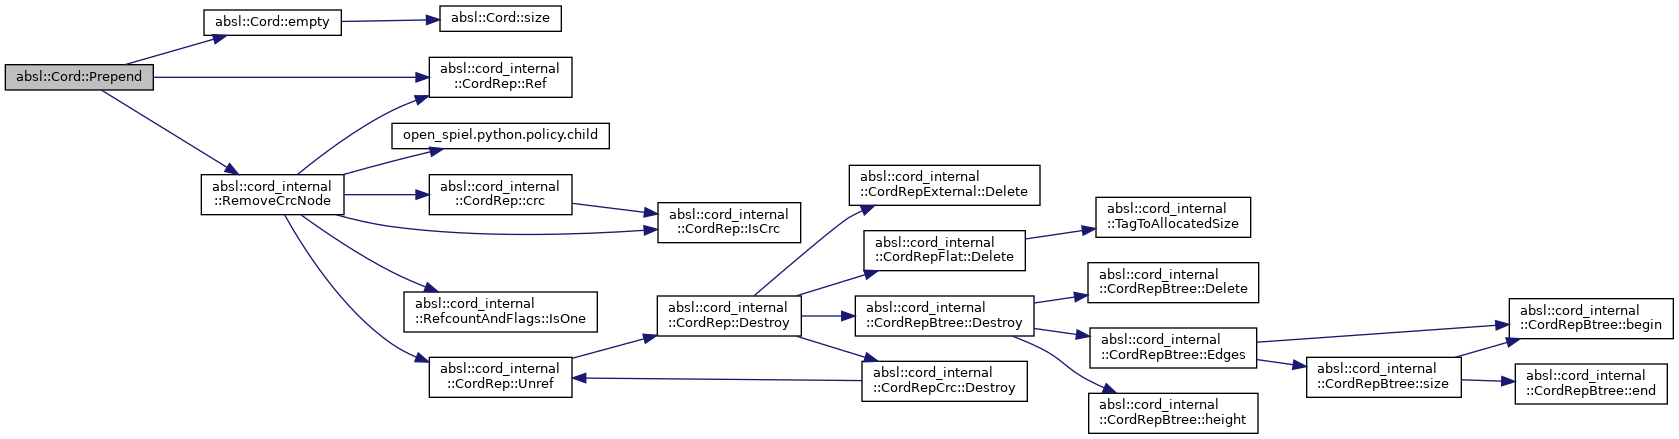 absl::Cord::Prepend
absl::Cord::empty
absl::Cord::size
absl::cord_internal
::CordRep::Ref
absl::cord_internal
::RemoveCrcNode
open_spiel.python.policy.child
absl::cord_internal
::CordRep::crc
absl::cord_internal
::CordRep::IsCrc
absl::cord_internal
::RefcountAndFlags::IsOne
absl::cord_internal
::CordRep::Unref
absl::cord_internal
::CordRep::Destroy
absl::cord_internal
::CordRepExternal::Delete
absl::cord_internal
::CordRepFlat::Delete
absl::cord_internal
::TagToAllocatedSize
absl::cord_internal
::CordRepBtree::Destroy
absl::cord_internal
::CordRepCrc::Destroy
absl::cord_internal
::CordRepBtree::Delete
absl::cord_internal
::CordRepBtree::Edges
absl::cord_internal
::CordRepBtree::height
absl::cord_internal
::CordRepBtree::size
absl::cord_internal
::CordRepBtree::begin
absl::cord_internal
::CordRepBtree::end